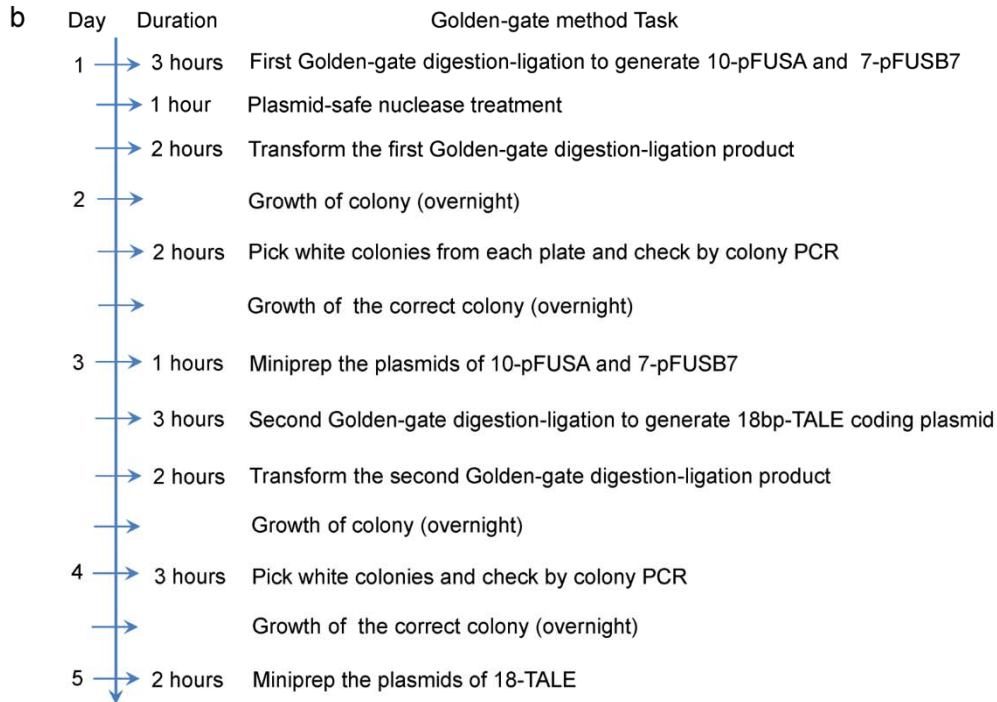 b Day Duration Golden-gate method Task
1 3 hours First Golden-gate digestion-ligation to generate 10-pFUSA and 7-pFUSB7
1 hour Plasmid-safe nuclease treatment
2 hours Transform the first Golden-gate digestion-ligation product
2 Growth of colony (overnight)
2 hours Pick white colonies from each plate and check by colony PCR
Growth of the correct colony (overnight)
3 1 hours Miniprep the plasmids of 10-pFUSA and 7-pFUSB7
3 hours Second Golden-gate digestion-ligation to generate 18bp-TALE coding plasmid
2 hours Transform the second Golden-gate digestion-ligation product
Growth of colony (overnight)
4 3 hours Pick white colonies and check by colony PCR
Growth of the correct colony (overnight)
5 2 hours Miniprep the plasmids of 18-TALE